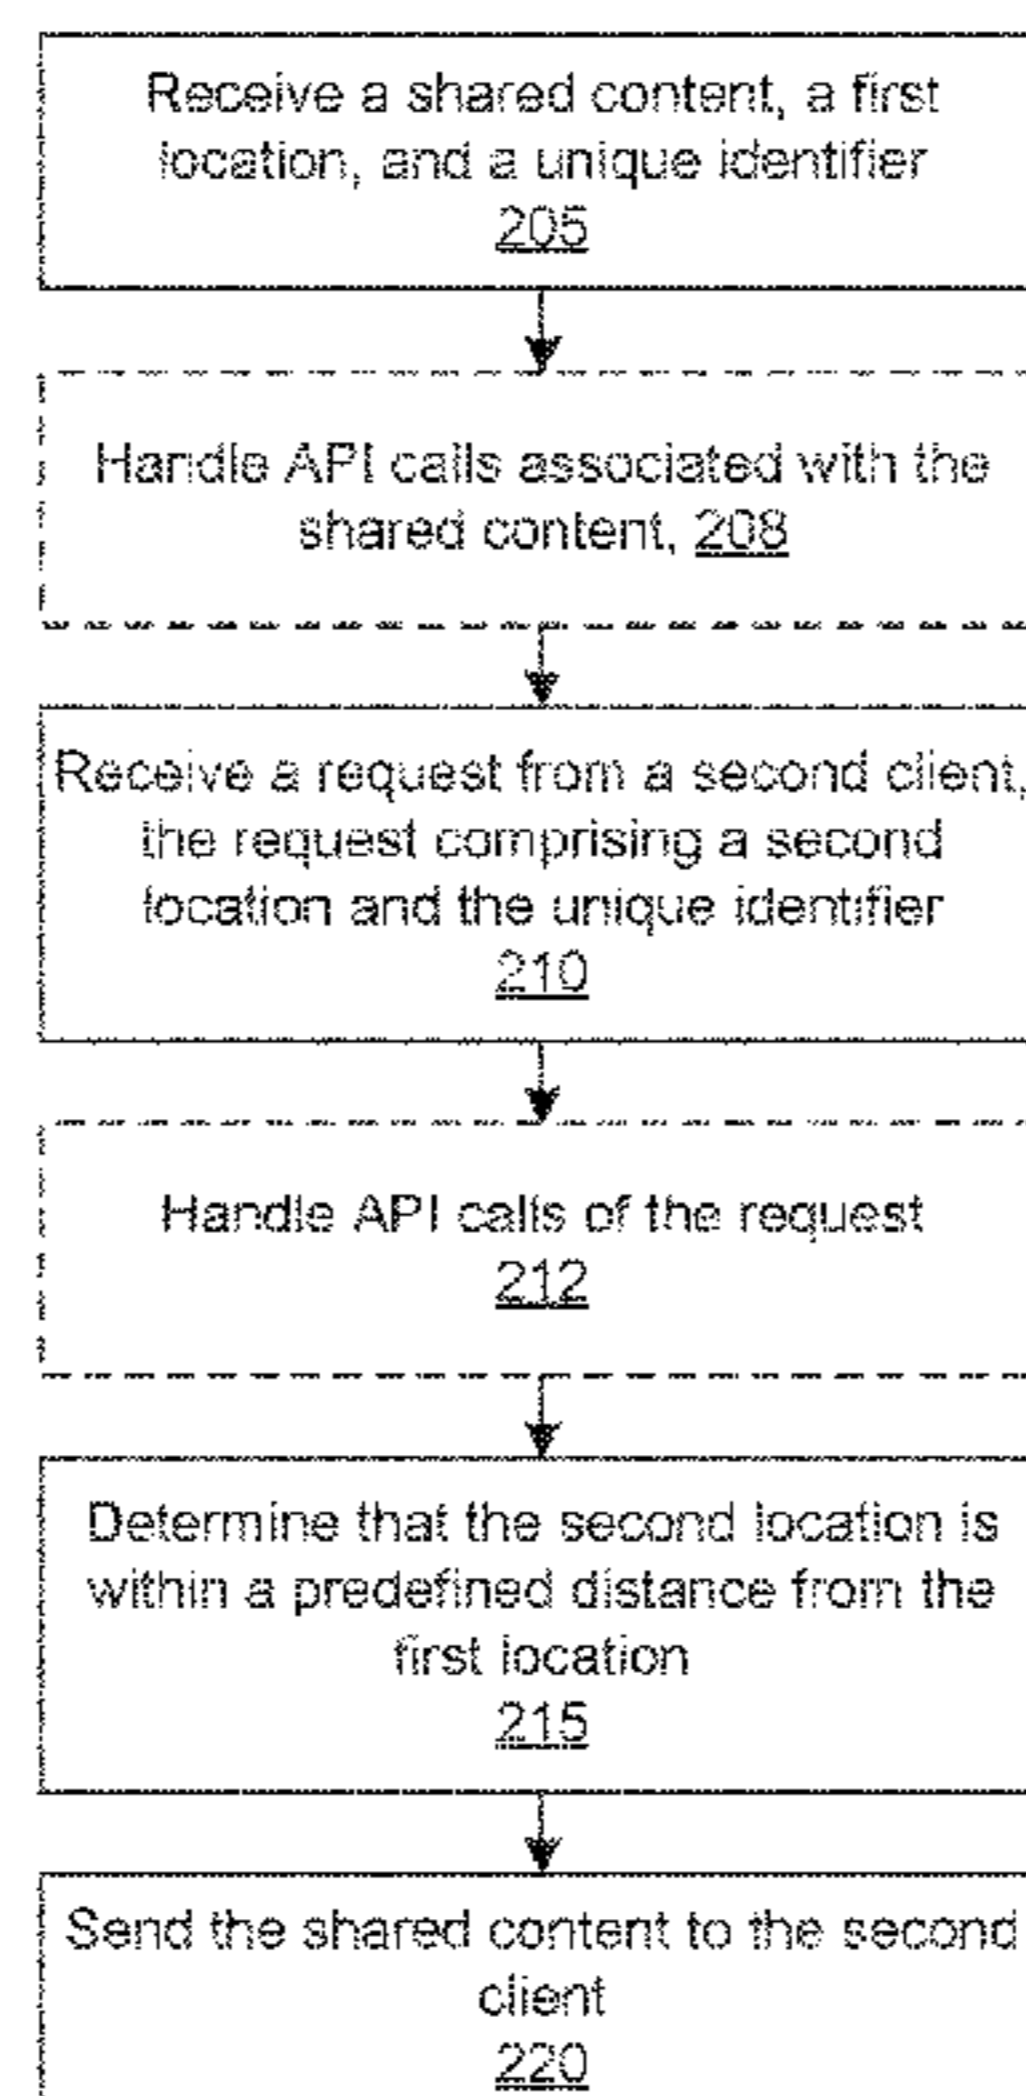 Receive a shared content, a first
location, and a unique identifier
205
Handle API calls associated with the
shared content, 208
Receive a request from a second client,
the request comprising a second
location and the unique identifier
210
Handle API calls of the request
212
Determine that the second location is
within a predefined distance from the
first location
215
Send the shared content to the second
client
220